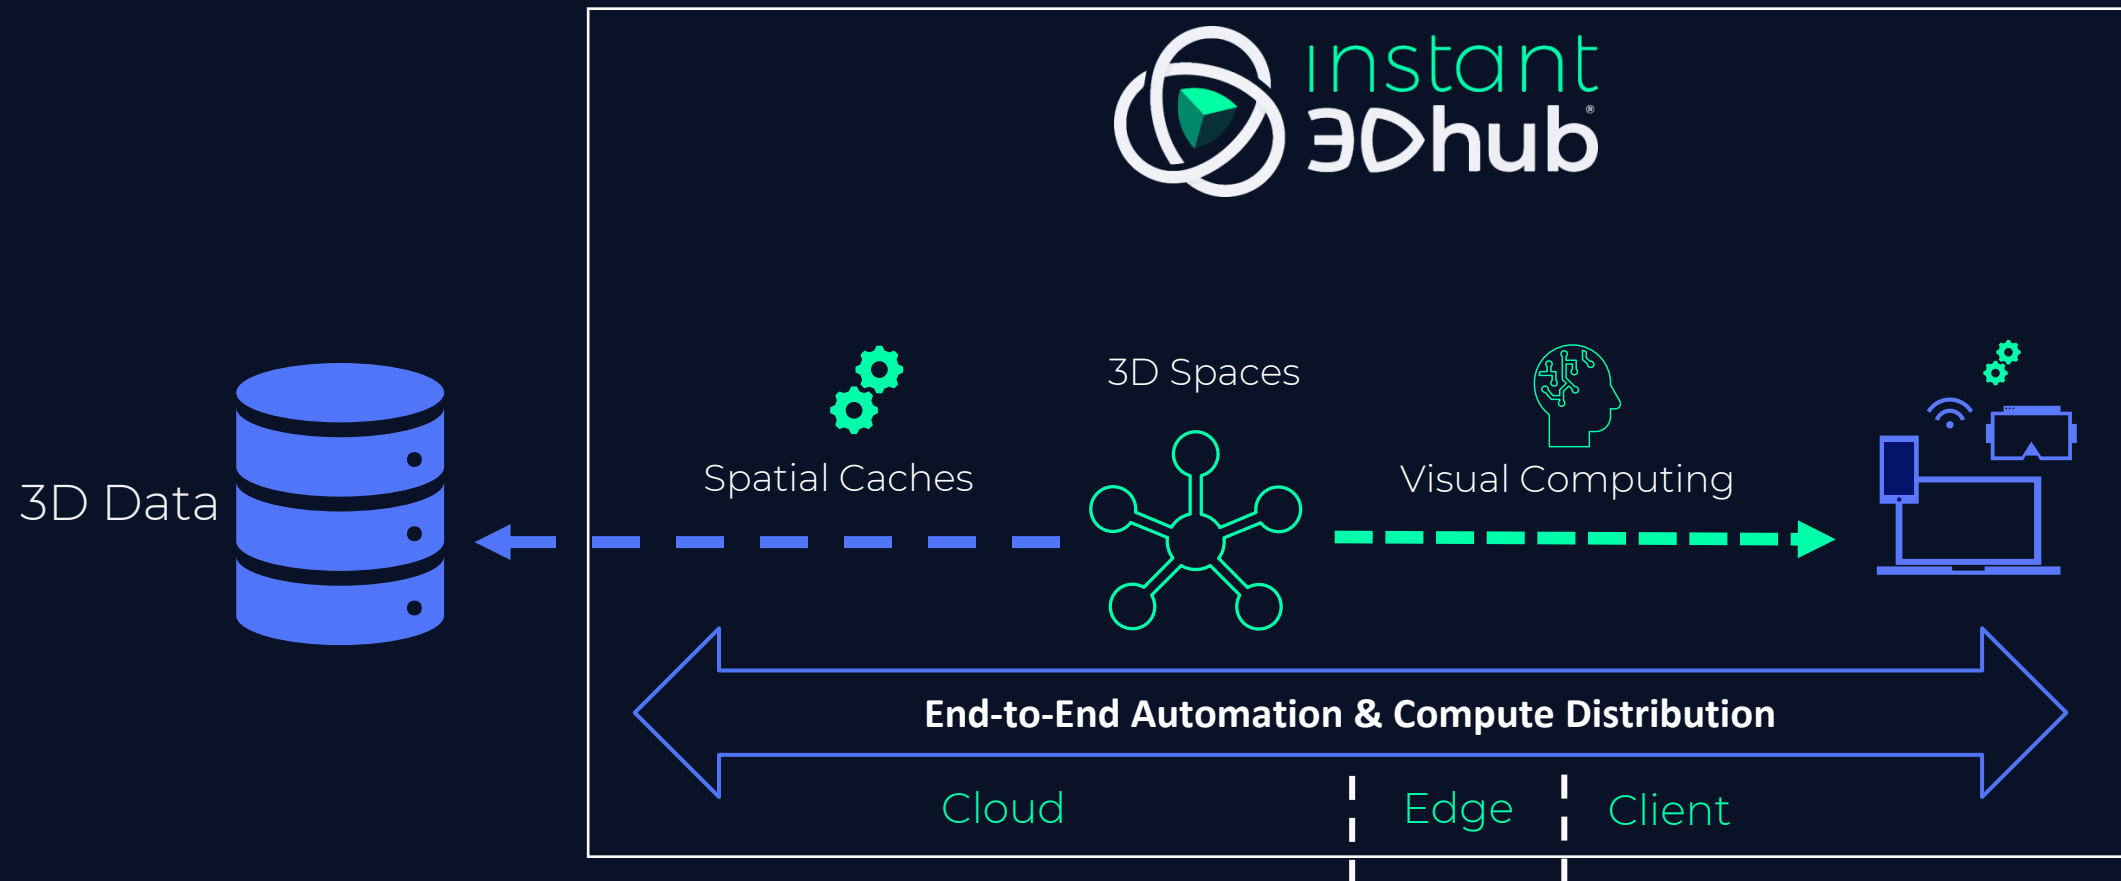 instant
3Dhub®
3D Spaces
Spatial Caches
Visual Computing
3D Data
End-to-End Automation & Compute Distribution
Cloud
Edge
Client